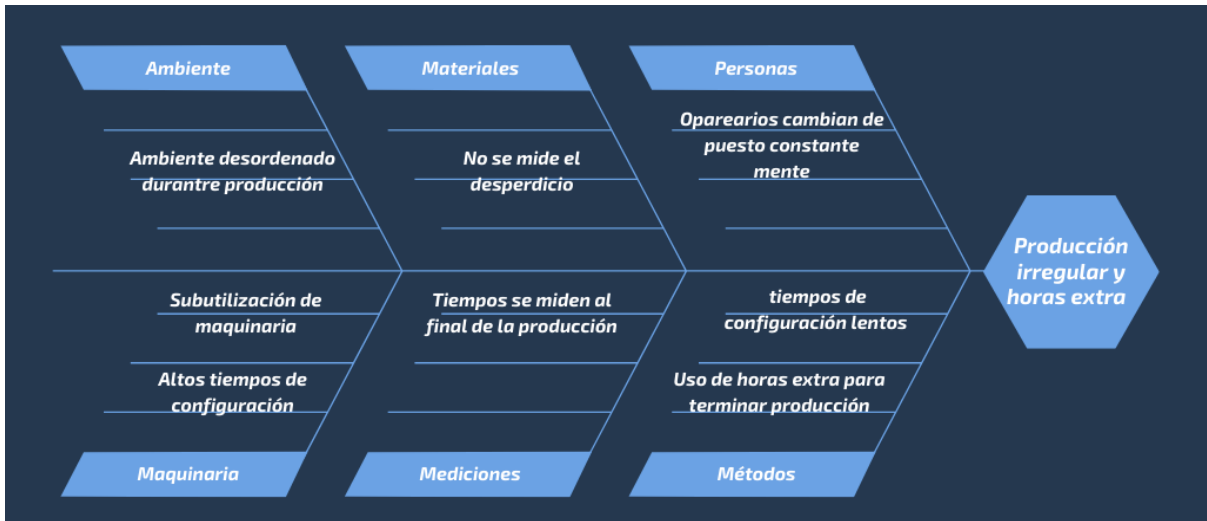 Ambiente
Materiales
Personas
Ambiente desordenado
durantre producción
No se mide el
desperdicio
Oparearios cambian de
puesto constante
mente
Producción
irregular y
horas extra
Subutilización de
maquinaria
Altos tiempos de
configuración
Tiempos se miden al
final de la producción
tiempos de
configuración lentos
Uso de horas extra para
terminar producción
Maquinaria
Mediciones
Métodos